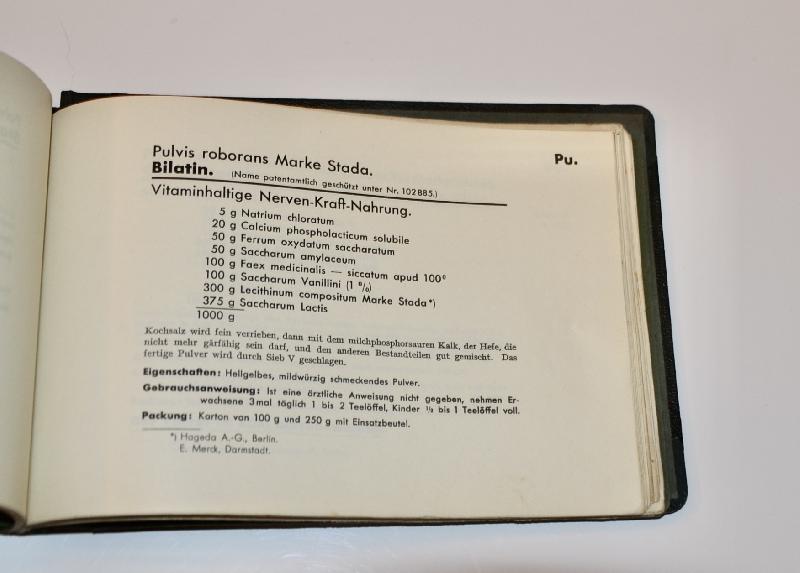 Pulvis roborans Marke Stada.
Pu.
Bilatin. (Name patentamtlich geschützt unter Nr. 102885.)
Vitaminhaltige Nerven-Kraft-Nahrung.
5 g Natrium chloratum
20 g Calcium phospholacticum solubile
50 g Ferrum oxydatum saccharatum
50 g Saccharum amylaceum
100 g Faex medicinalis — siccatum apud 100°
100 g Saccharum Vanillini (1 %)
300 g Lecithinum compositum Marke Stada*)
375 g Saccharum Lactis
1000 g
Kochsalz wird fein verrieben, dann mit dem milchphosphorsauren Kalk, der Hefe, die
nicht mehr gärfähig sein darf, und den anderen Bestandteilen gut gemischt. Das
fertige Pulver wird durch Sieb V geschlagen.
Eigenschaften: Hellgelbes, mildwürzig schmeckendes Pulver.
Gebrauchsanweisung: Ist eine ärztliche Anweisung nicht gegeben, nehmen Er-
wachsene 3mal täglich 1 bis 2 Teelöffel, Kinder ½ bis 1 Teelöffel voll.
Packung: Karton von 100 g und 250 g mit Einsatzbeutel.
*) Hageda A.-G., Berlin.
E. Merck, Darmstadt.